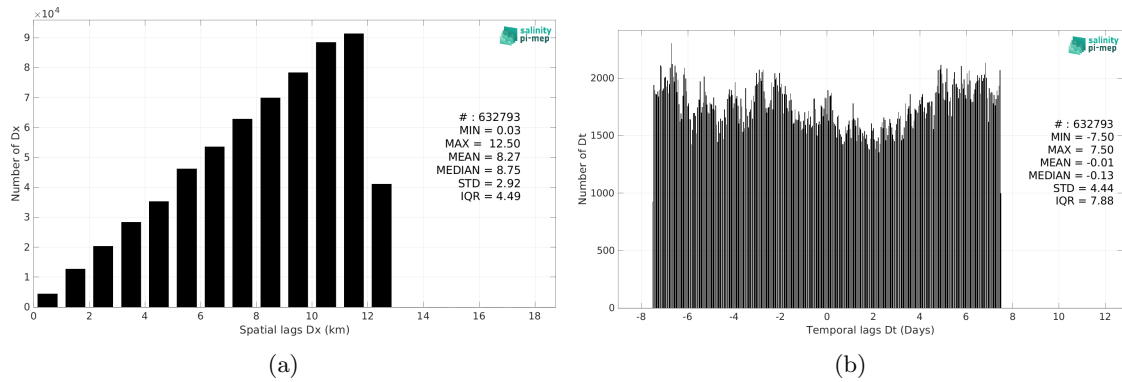 ×10⁴
9
8
7
6
5
4
3
2
1
0
Number of Dx
0 2 4 6 8 10 12 14 16 18
Spatial lags Dx (km)
salinity
pi-mep
# : 632793
MIN = 0.03
MAX = 12.50
MEAN = 8.27
MEDIAN = 8.75
STD = 2.92
IQR = 4.49
(a)
2000
1500
1000
500
0
Number of Dt
-8 -6 -4 -2 0 2 4 6 8 10 12
Temporal lags Dt (Days)
salinity
pi-mep
# : 632793
MIN = -7.50
MAX = 7.50
MEAN = -0.01
MEDIAN = -0.13
STD = 4.44
IQR = 7.88
(b)